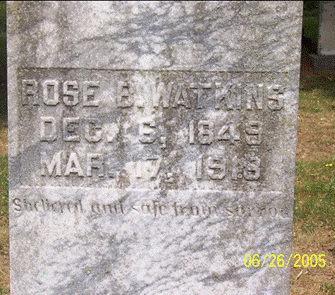 ROSE B. WATKINS
DEC. 6, 1849
MAR. 17, 1913
Sheltered and safe from sorrow
06/26/2005